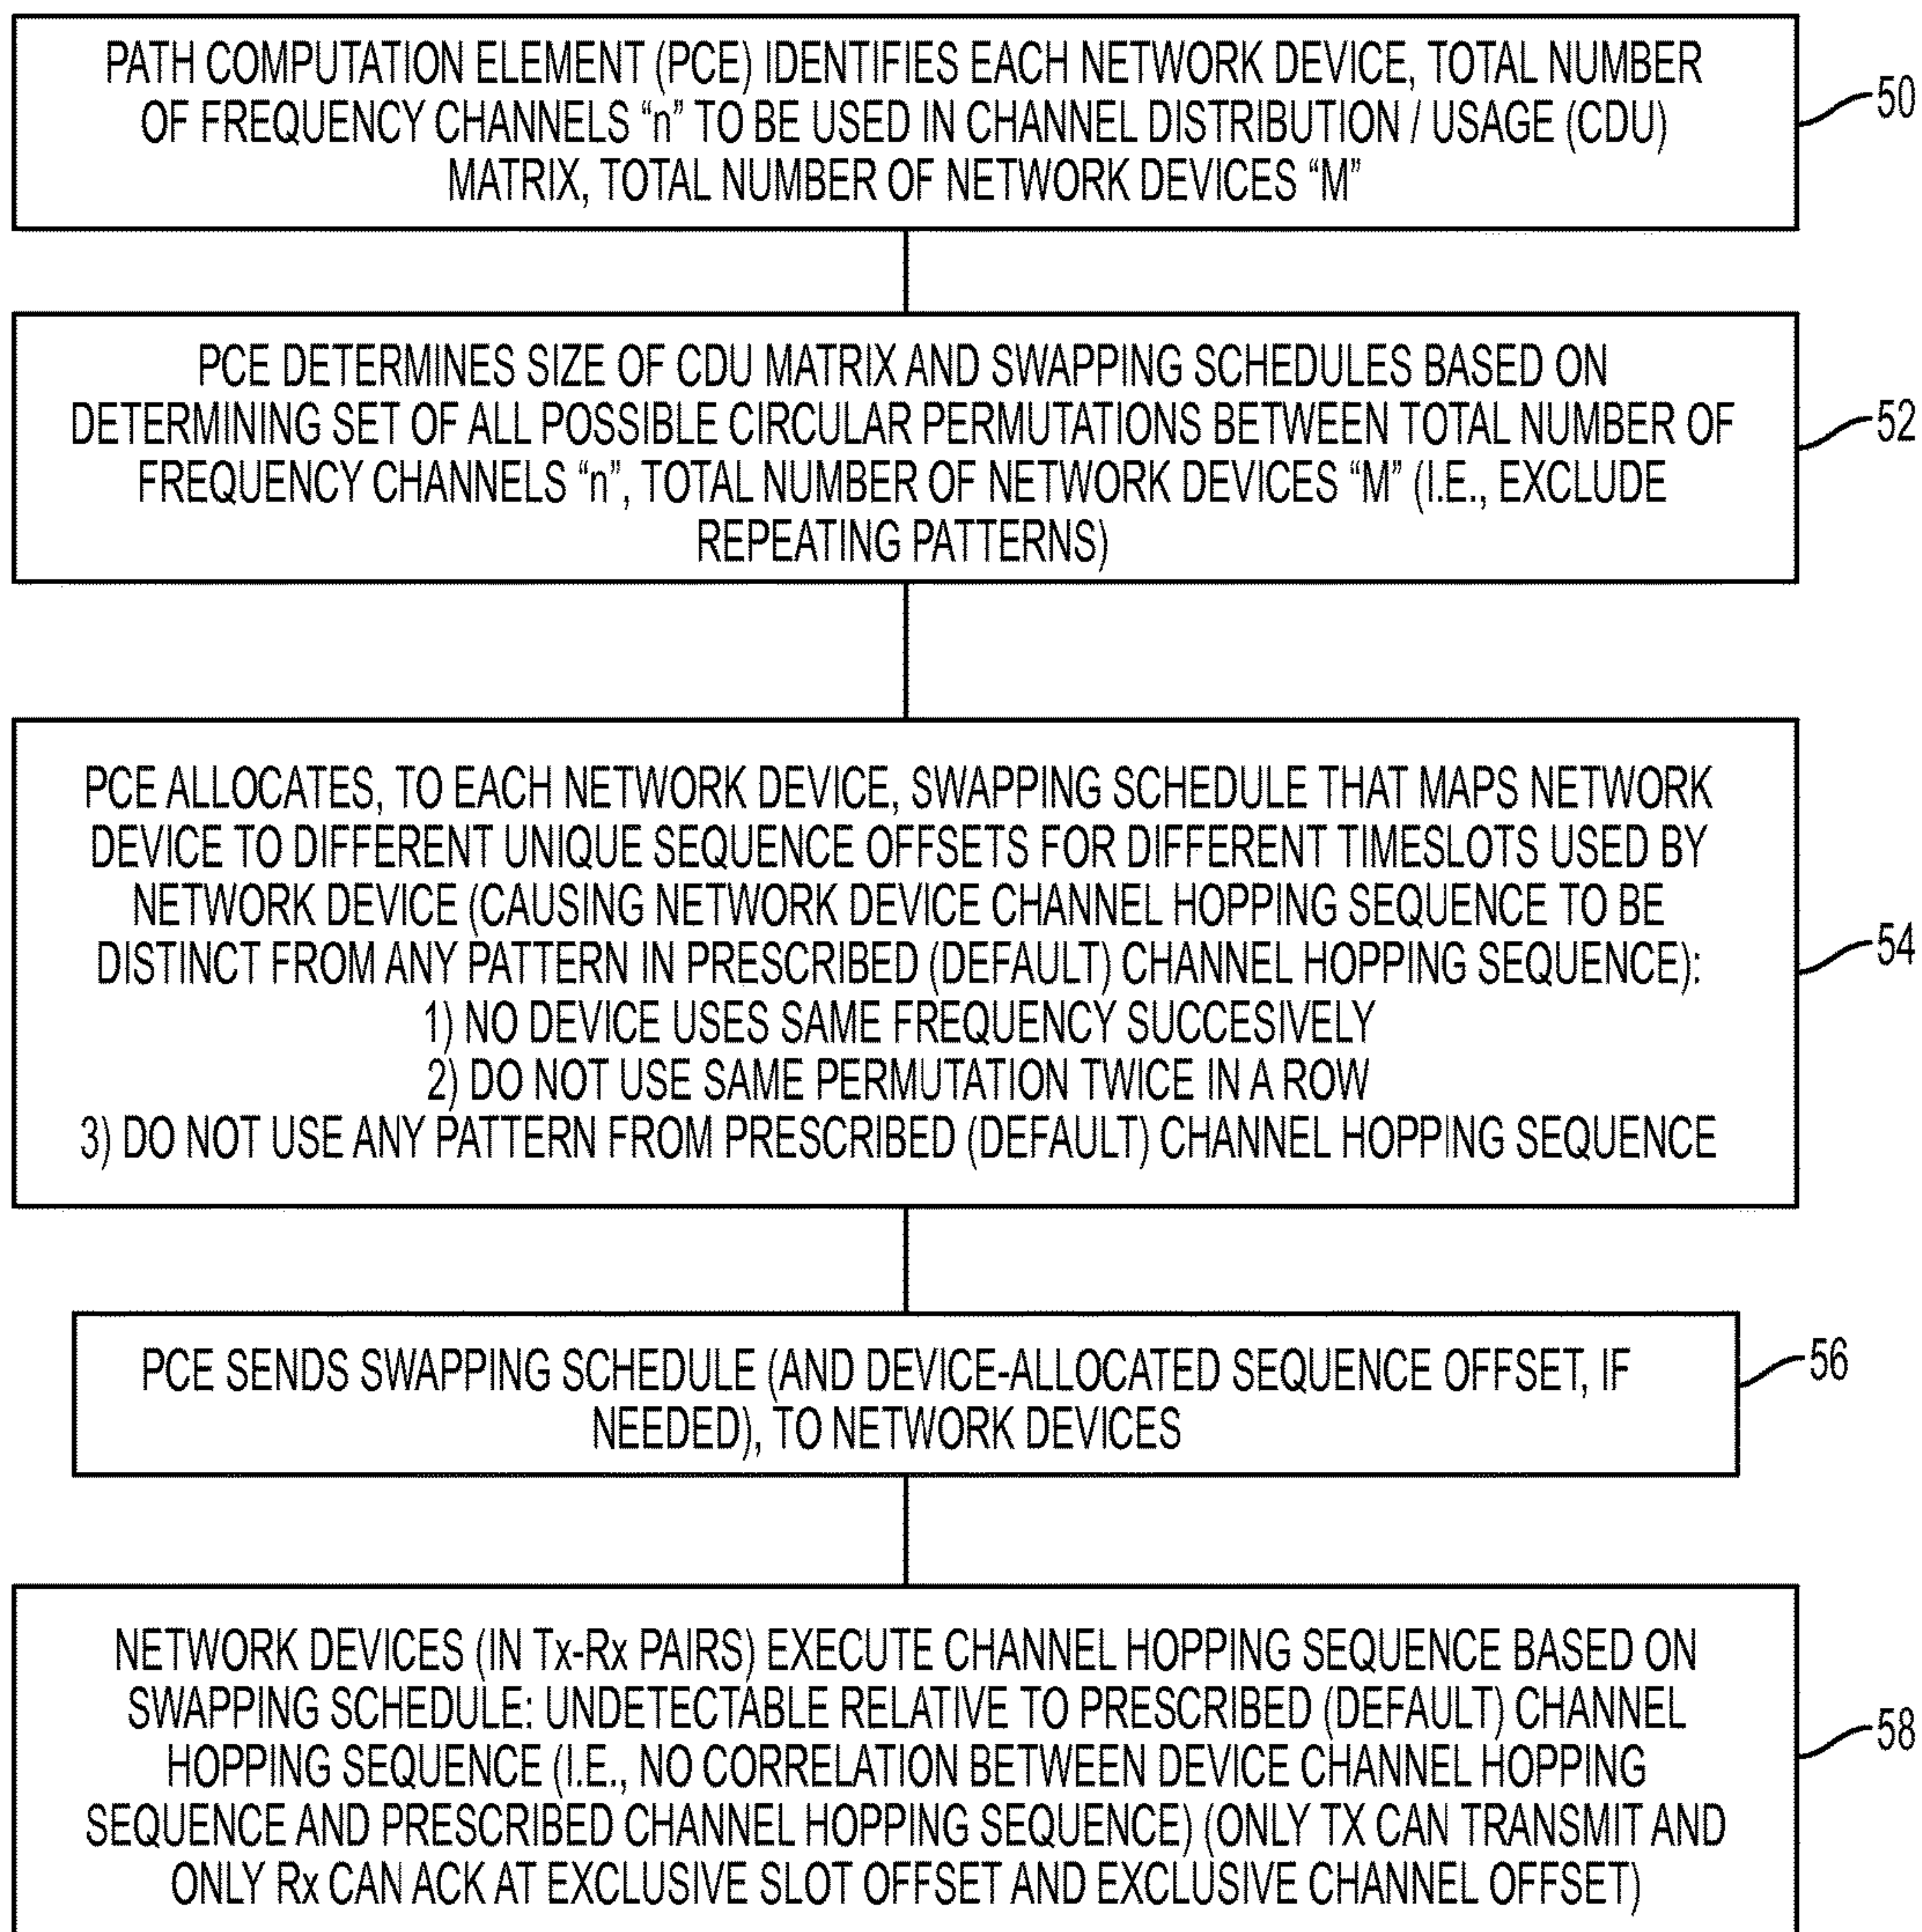 PATH COMPUTATION ELEMENT (PCE) IDENTIFIES EACH NETWORK DEVICE, TOTAL NUMBER
OF FREQUENCY CHANNELS “n” TO BE USED IN CHANNEL DISTRIBUTION / USAGE (CDU)
MATRIX, TOTAL NUMBER OF NETWORK DEVICES “M”
50
PCE DETERMINES SIZE OF CDU MATRIX AND SWAPPING SCHEDULES BASED ON
DETERMINING SET OF ALL POSSIBLE CIRCULAR PERMUTATIONS BETWEEN TOTAL NUMBER OF
FREQUENCY CHANNELS “n”, TOTAL NUMBER OF NETWORK DEVICES “M” (I.E., EXCLUDE
REPEATING PATTERNS)
52
PCE ALLOCATES, TO EACH NETWORK DEVICE, SWAPPING SCHEDULE THAT MAPS NETWORK
DEVICE TO DIFFERENT UNIQUE SEQUENCE OFFSETS FOR DIFFERENT TIMESLOTS USED BY
NETWORK DEVICE (CAUSING NETWORK DEVICE CHANNEL HOPPING SEQUENCE TO BE
DISTINCT FROM ANY PATTERN IN PRESCRIBED (DEFAULT) CHANNEL HOPPING SEQUENCE):
1) NO DEVICE USES SAME FREQUENCY SUCCESIVELY
2) DO NOT USE SAME PERMUTATION TWICE IN A ROW
3) DO NOT USE ANY PATTERN FROM PRESCRIBED (DEFAULT) CHANNEL HOPPING SEQUENCE
54
PCE SENDS SWAPPING SCHEDULE (AND DEVICE-ALLOCATED SEQUENCE OFFSET, IF
NEEDED), TO NETWORK DEVICES
56
NETWORK DEVICES (IN Tx-Rx PAIRS) EXECUTE CHANNEL HOPPING SEQUENCE BASED ON
SWAPPING SCHEDULE: UNDETECTABLE RELATIVE TO PRESCRIBED (DEFAULT) CHANNEL
HOPPING SEQUENCE (I.E., NO CORRELATION BETWEEN DEVICE CHANNEL HOPPING
SEQUENCE AND PRESCRIBED CHANNEL HOPPING SEQUENCE) (ONLY TX CAN TRANSMIT AND
ONLY Rx CAN ACK AT EXCLUSIVE SLOT OFFSET AND EXCLUSIVE CHANNEL OFFSET)
58